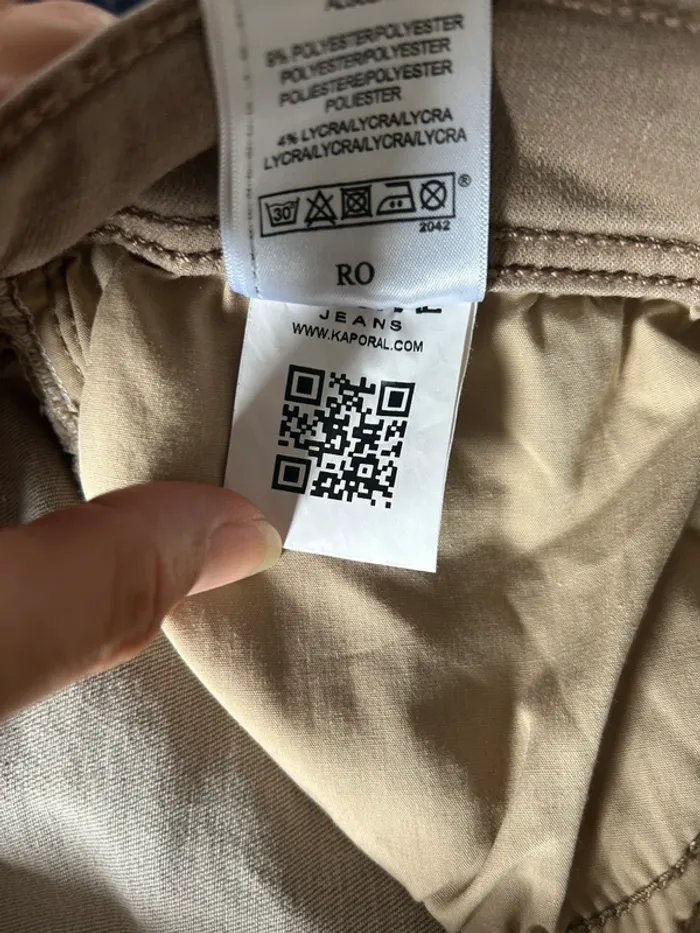 9% POLYESTER/POLYESTER
POLYESTER/POLYESTER
POLIESTERE/POLYESTER
POLIESTER
4% LYCRA/LYCRA/LYCRA
LYCRA/LYCRA/LYCRA/LYCRA
30
®
2042
RO
JEANS
WWW.KAPORAL.COM